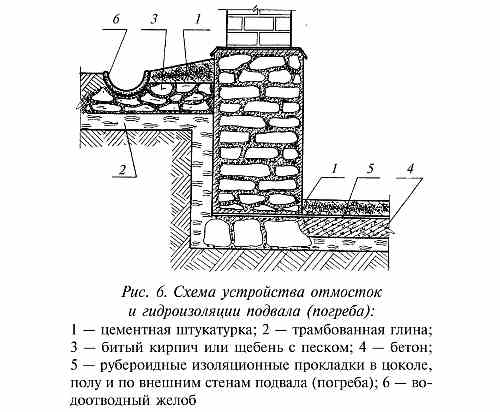 6 3 1
2
1 5 4
Рис. 6. Схема устройства отмосток
и гидроизоляции подвала (погреба):
1 — цементная штукатурка; 2 — трамбованная глина;
3 — битый кирпич или щебень с песком; 4 — бетон;
5 — рубероидные изоляционные прокладки в цоколе,
полу и по внешним стенам подвала (погреба); 6 — во-
доотводный желоб